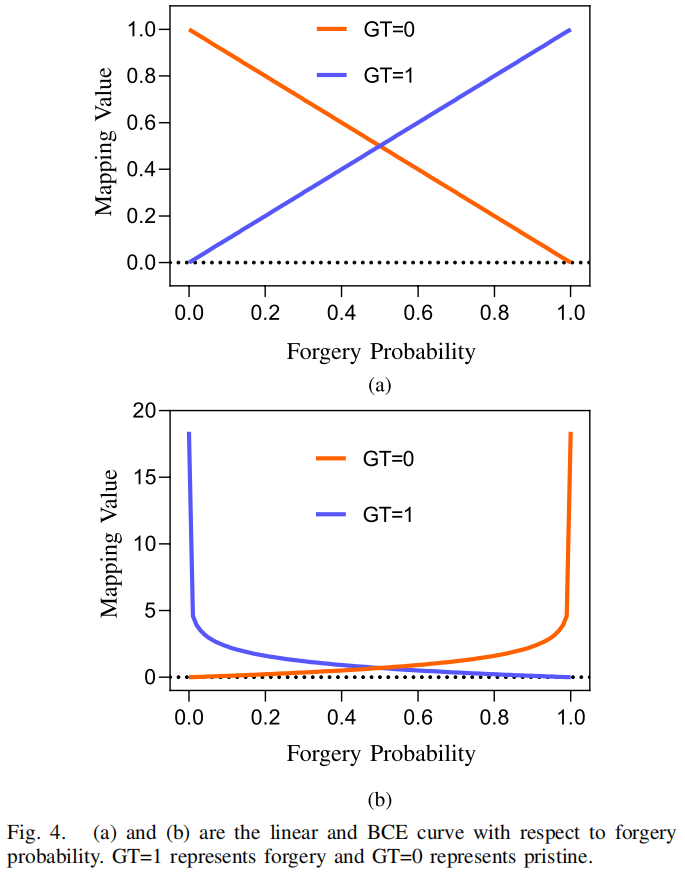 1.0
0.8
0.6
0.4
0.2
0.0
Mapping Value
GT=0
GT=1
0.0 0.2 0.4 0.6 0.8 1.0
Forgery Probability
(a)
20
15
10
5
0
Mapping Value
GT=0
GT=1
0.0 0.2 0.4 0.6 0.8 1.0
Forgery Probability
(b)
Fig. 4. (a) and (b) are the linear and BCE curve with respect to forgery
probability. GT=1 represents forgery and GT=0 represents pristine.